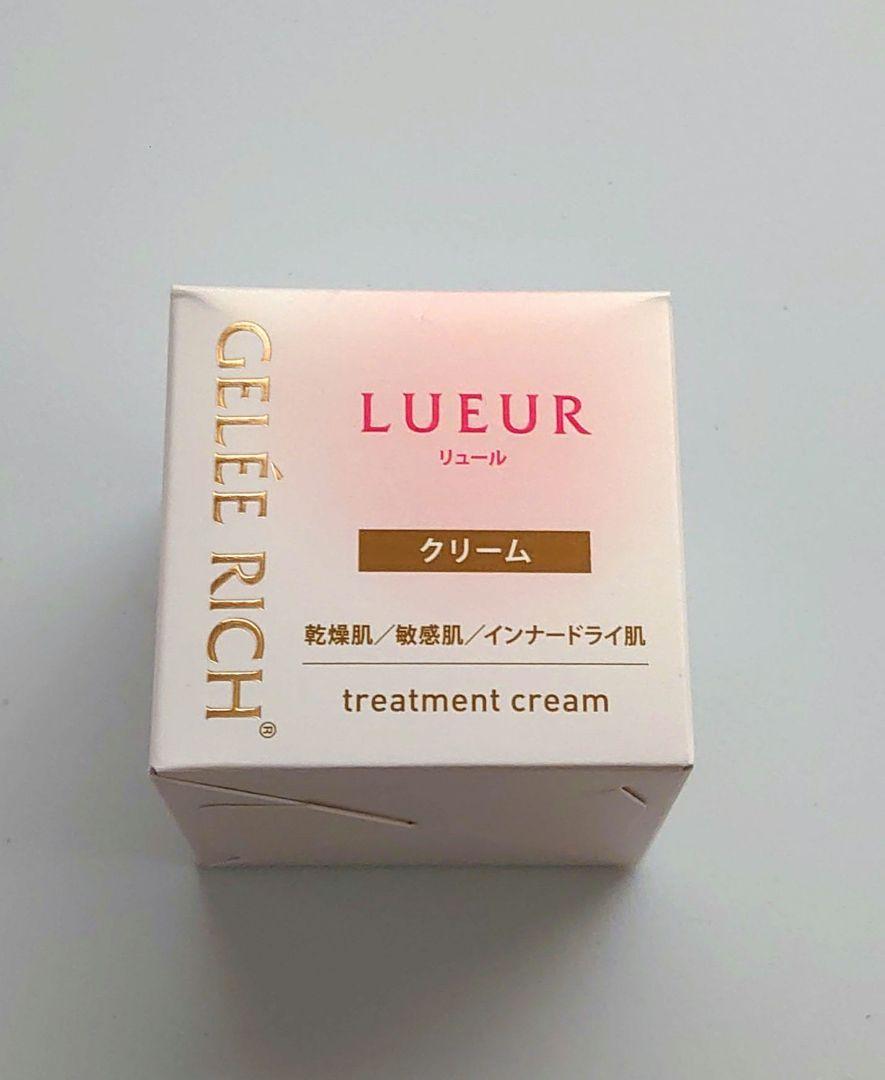 GELÉE RICH®
LUEUR
リュール
クリーム
乾燥肌／敏感肌／インナードライ肌
treatment cream